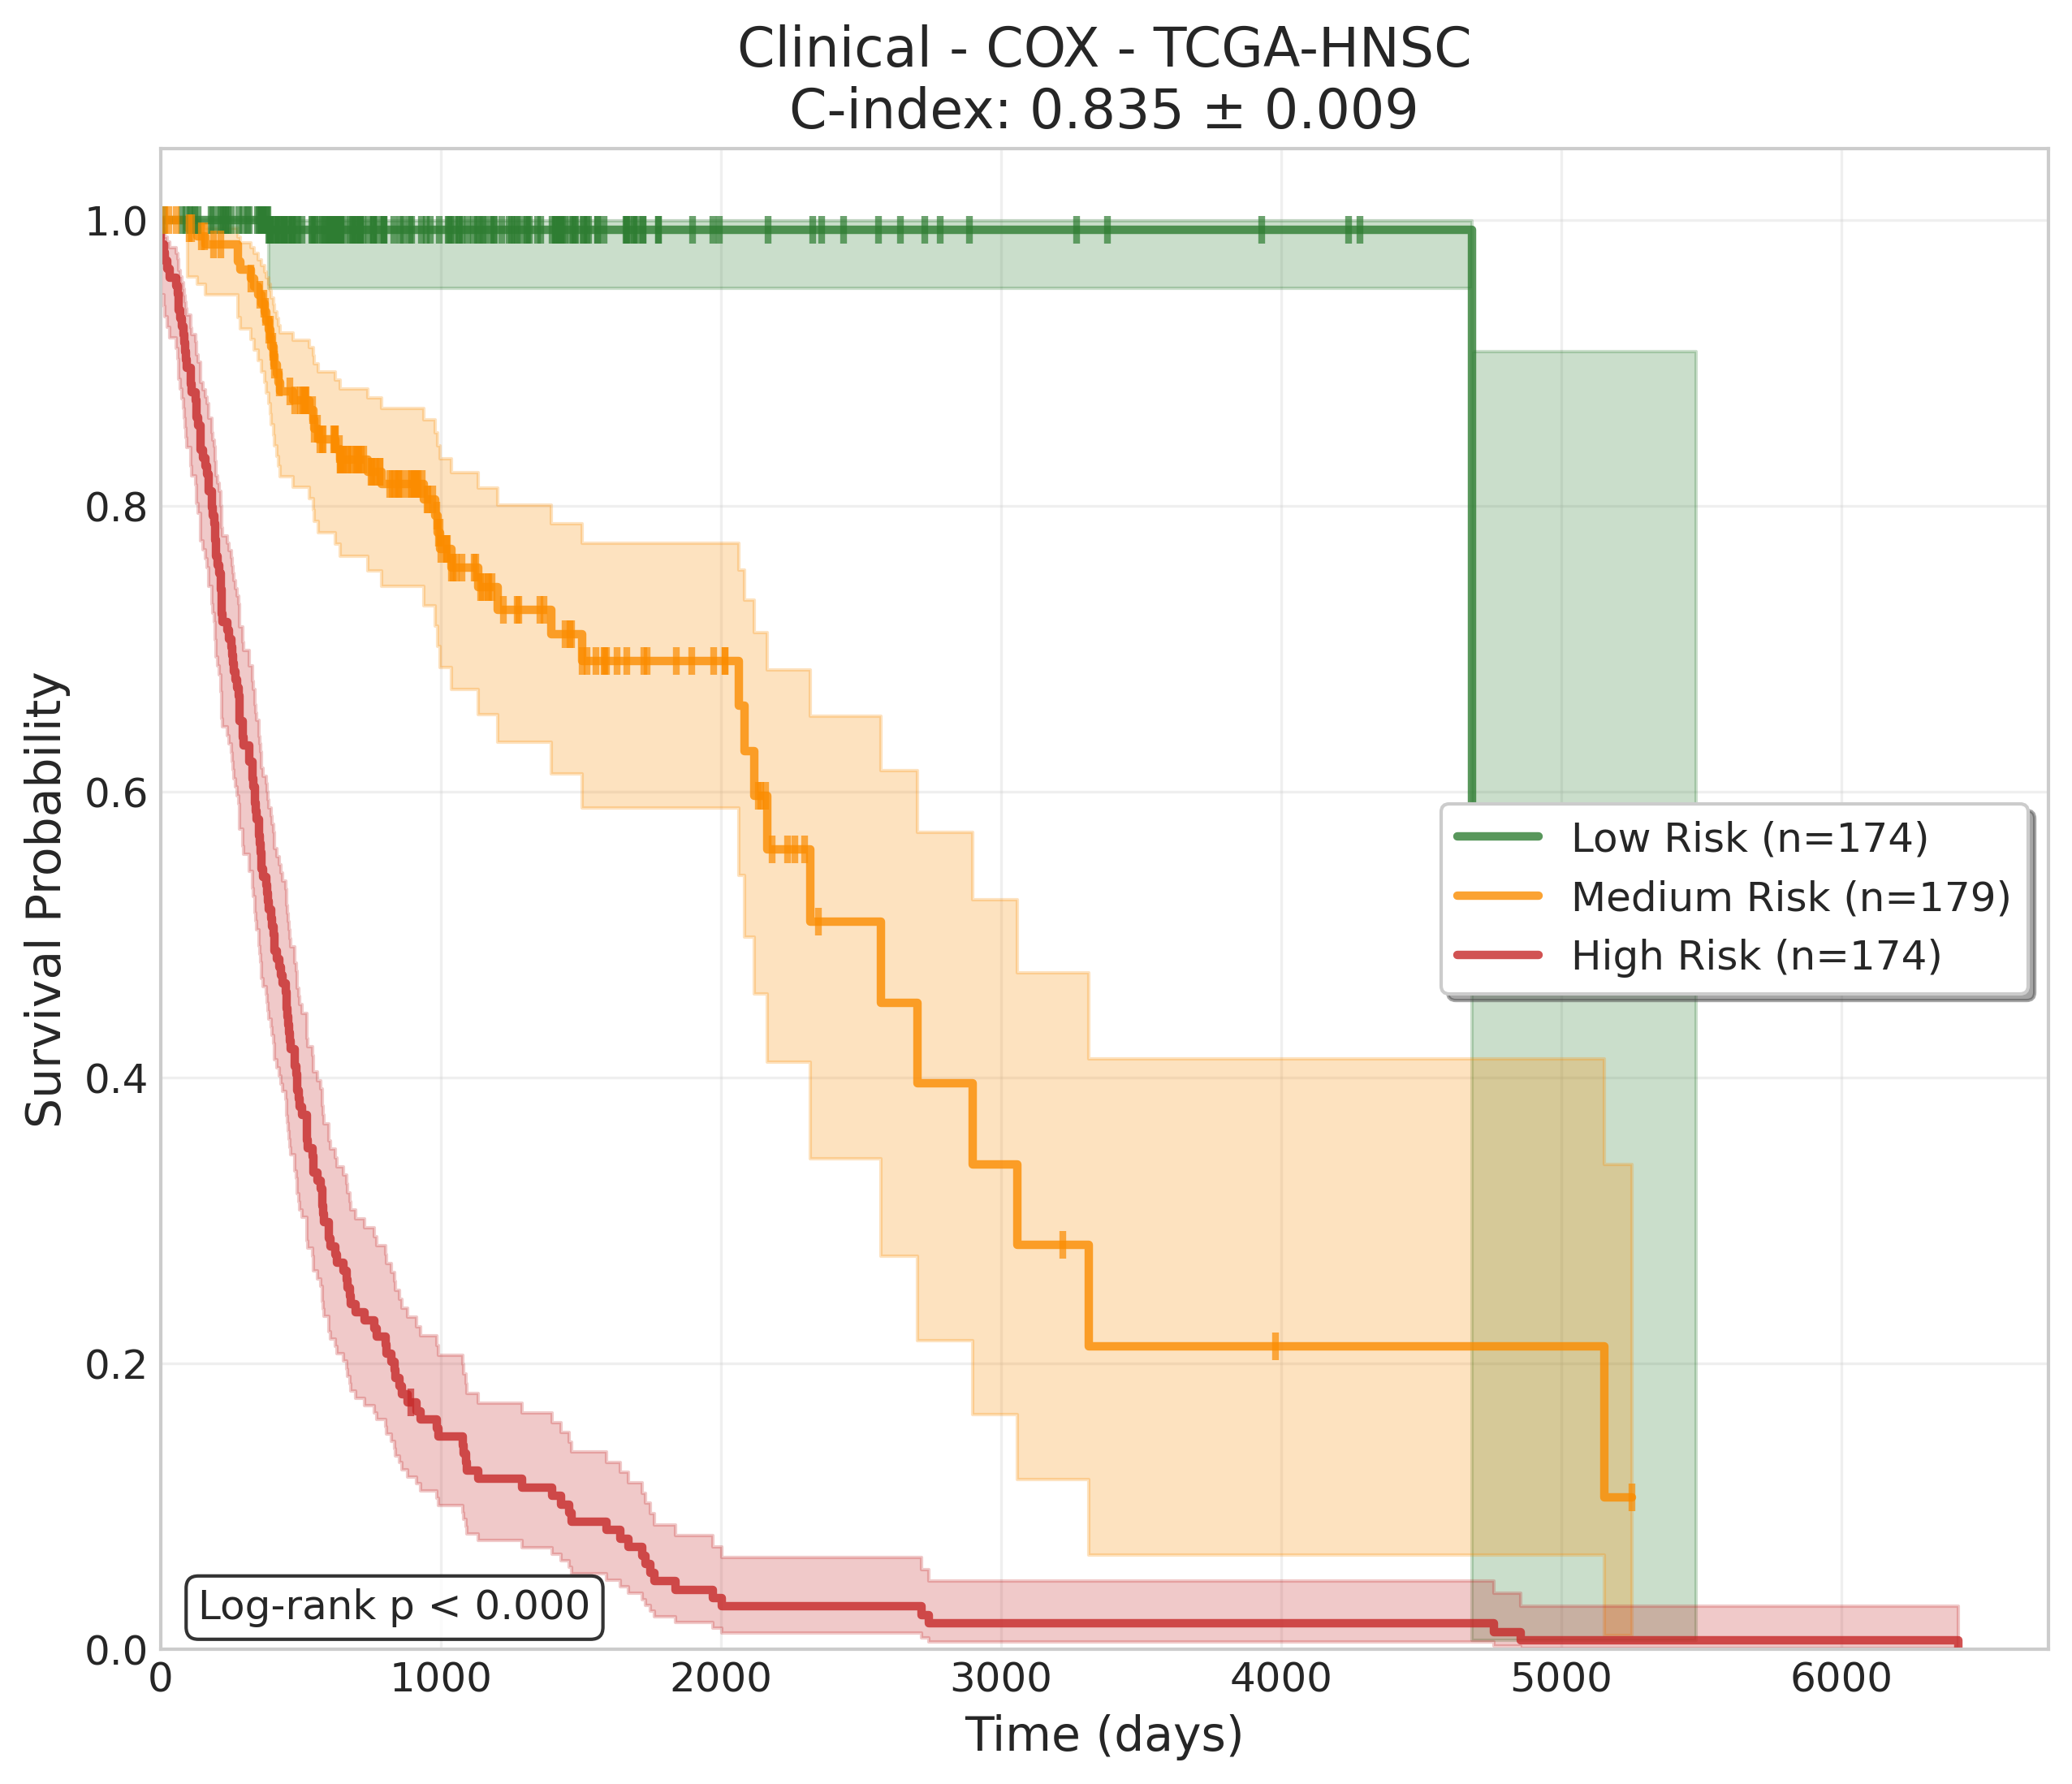 Clinical - COX - TCGA-HNSC
C-index: 0.835 ± 0.009
Survival Probability
1.0
0.8
0.6
0.4
0.2
0.0
Low Risk (n=174)
Medium Risk (n=179)
High Risk (n=174)
Log-rank p < 0.000
0 1000 2000 3000 4000 5000 6000
Time (days)